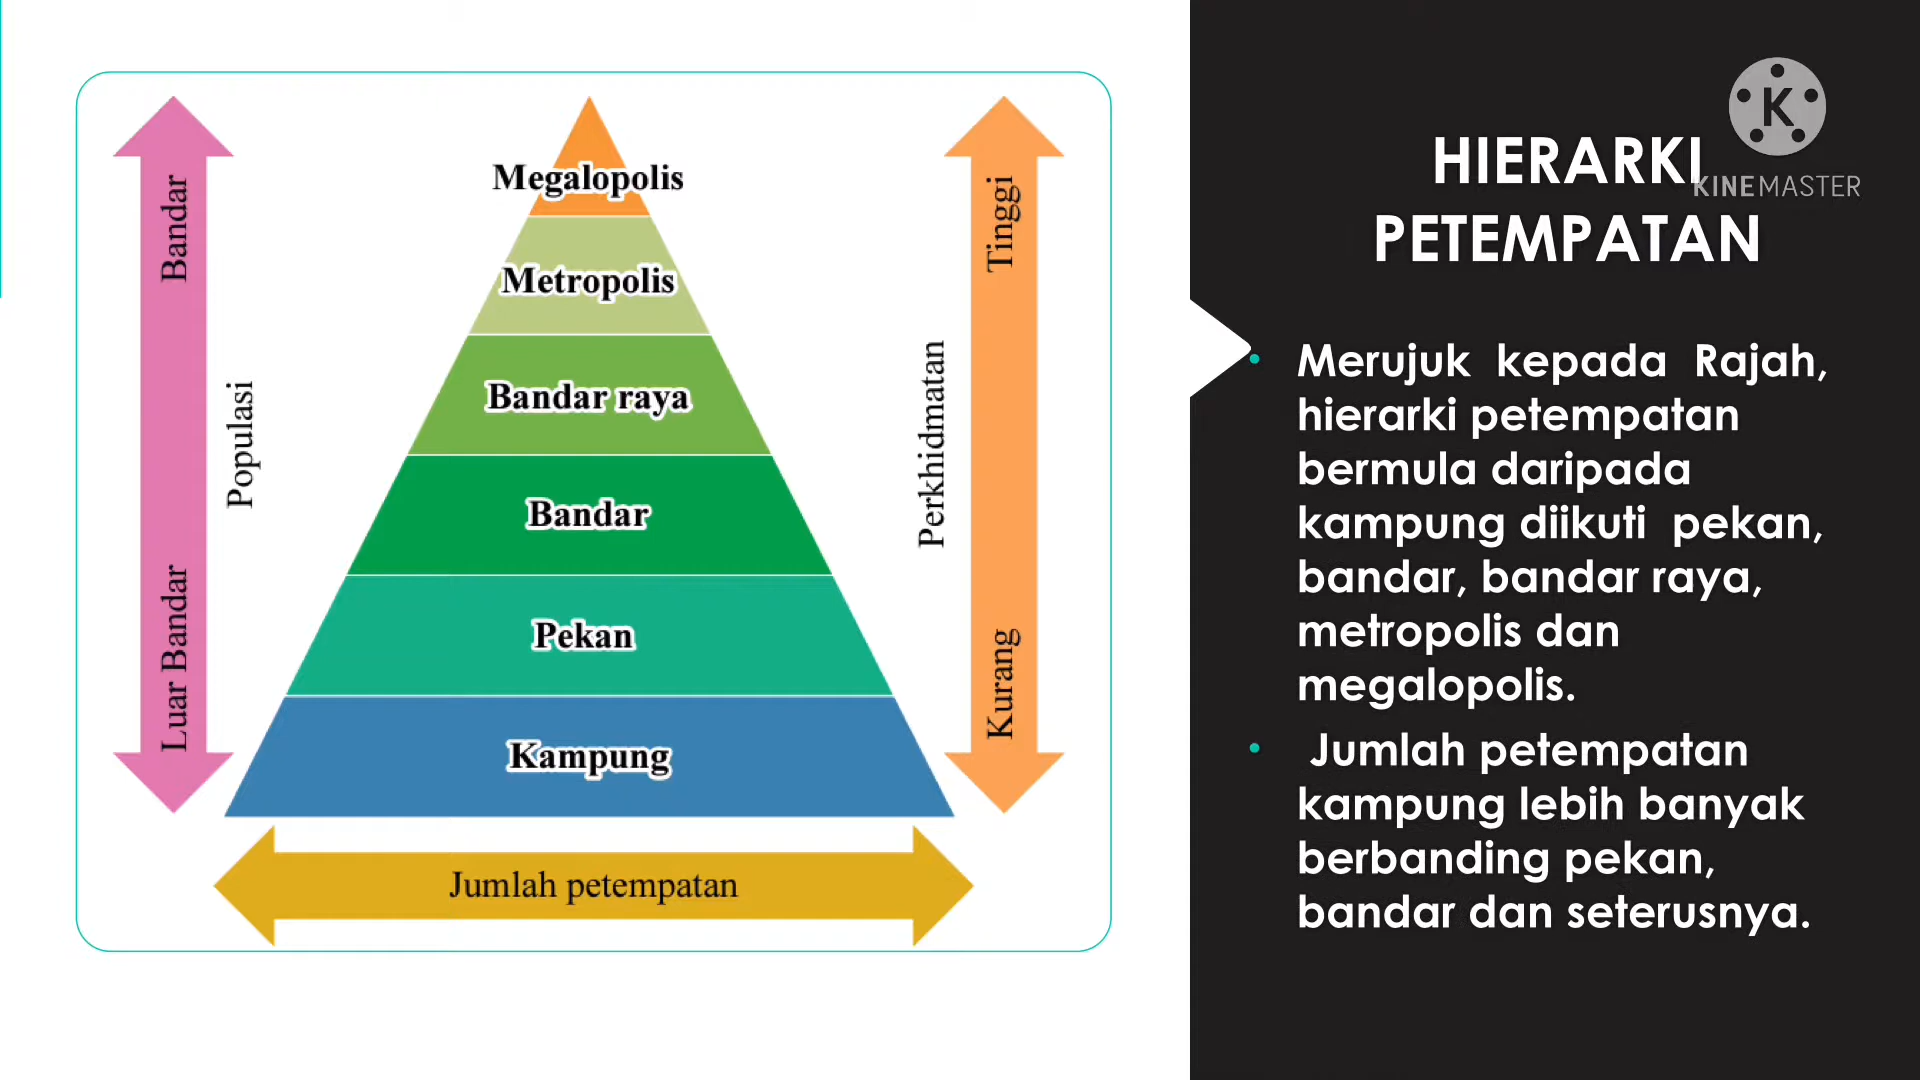 Bandar
Populasi
Luar Bandar
Megalopolis
Metropolis
Bandar raya
Bandar
Pekan
Kampung
Tinggi
Perkhidmatan
Kurang
Jumlah petempatan
K
KINEMASTER
HIERARKI
PETEMPATAN
• Merujuk kepada Rajah,
hierarki petempatan
bermula daripada
kampung diikuti pekan,
bandar, bandar raya,
metropolis dan
megalopolis.
• Jumlah petempatan
kampung lebih banyak
berbanding pekan,
bandar dan seterusnya.